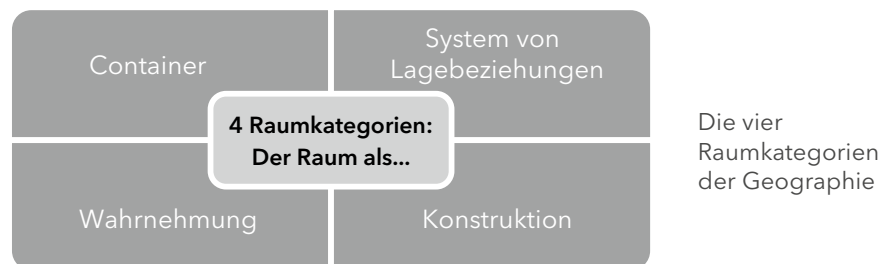 Container
System von
Lagebeziehungen
4 Raumkategorien:
Der Raum als...
Wahrnehmung
Konstruktion
Die vier
Raumkategorien
der Geographie